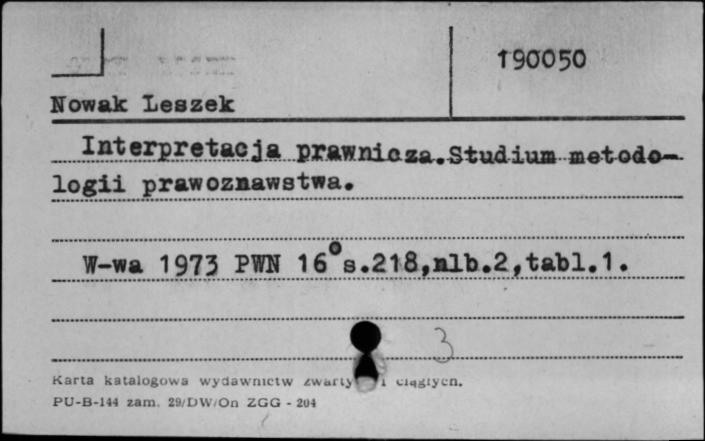 190050
Nowak Leszek
Interpretacja prawnicza.Studium metodo-
logii prawoznawstwa.
W-wa 1973 PWN 16° s.218,nlb.2,tabl.1.
3
Karta katalogowa wydawnictw zwarty i ciągłych.
PU-B-144 zam. 29/DW/On ZGG - 204